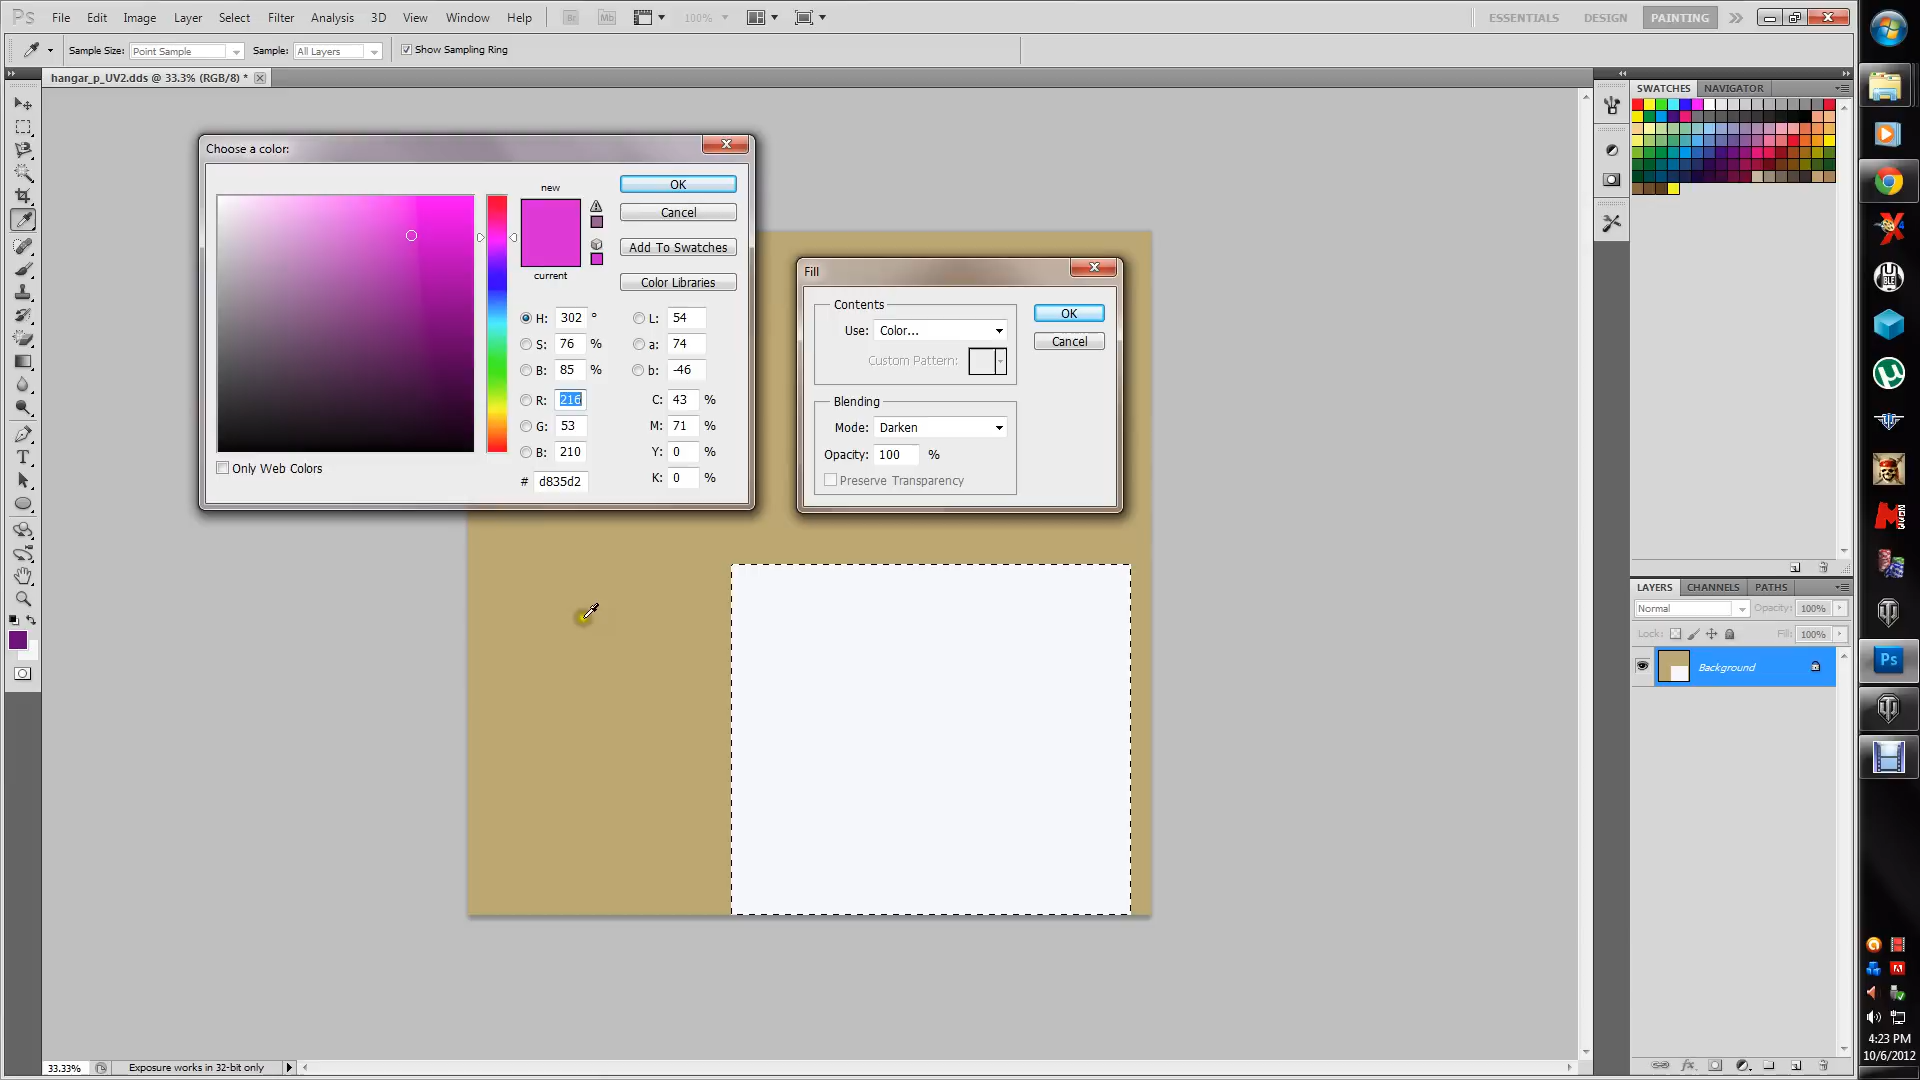 Ps File Edit Image Layer Select Filter Analysis 3D View Window Help Br Mb 100% ESSENTIALS DESIGN PAINTING
Sample Size: Point Sample Sample: All Layers Show Sampling Ring
hangar_p_UV2.dds @ 33.3% (RGB/8) *
SWATCHES NAVIGATOR
Choose a color:
new
current
OK
Cancel
Add To Swatches
Color Libraries
H: 302 °
S: 76 %
B: 85 %
R: 216
G: 53
B: 210
# d835d2
L: 54
a: 74
b: -46
C: 43 %
M: 71 %
Y: 0 %
K: 0 %
Only Web Colors
Fill
Contents
Use: Color...
Custom Pattern:
OK
Cancel
Blending
Mode: Darken
Opacity: 100 %
Preserve Transparency
LAYERS CHANNELS PATHS
Normal Opacity: 100%
Lock: Fill: 100%
Background
Ps
33.33% Exposure works in 32-bit only
4:23 PM
10/6/2012